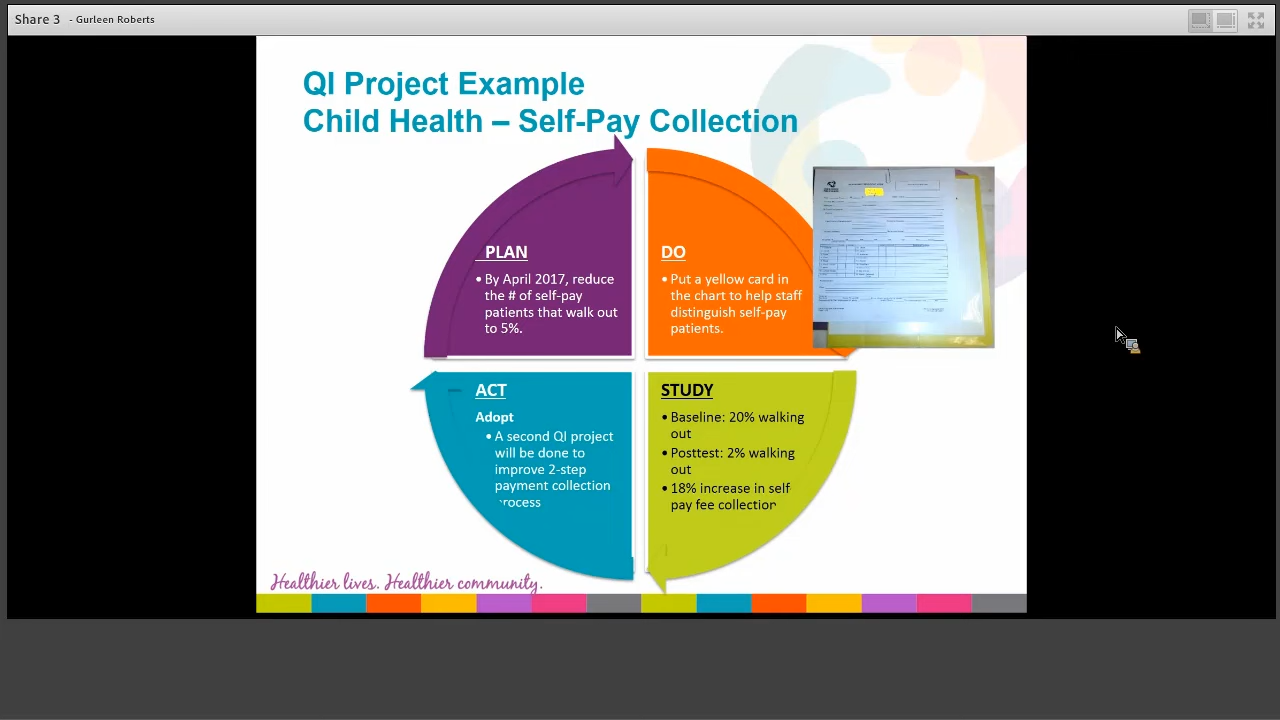 Share 3 - Gurleen Roberts
QI Project Example
Child Health – Self-Pay Collection
PLAN
• By April 2017, reduce
the # of self-pay
patients that walk out
to 5%.
DO
• Put a yellow card in
the chart to help staff
distinguish self-pay
patients.
ACT
Adopt
• A second QI project
will be done to
improve 2-step
payment collection
process
STUDY
• Baseline: 20% walking
out
• Posttest: 2% walking
out
• 18% increase in self-
pay fee collection
Healthier lives. Healthier community.